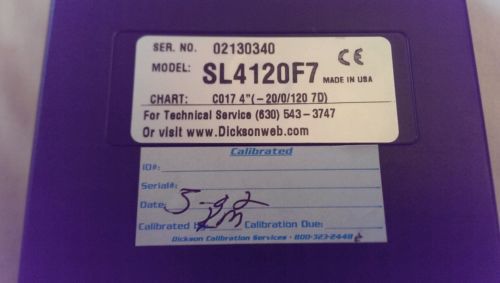 SER. NO. 02130340
CE
MODEL: SL4120F7 MADE IN USA
CHART: C017 4"(-20/0/120 7D)
For Technical Service (630) 543-3747
Or visit www.Dicksonweb.com
Calibrated
ID#:
Serial#:
Date:
Calibrated Calibration Due:
Dickson Calibration Services • 800-323-2448